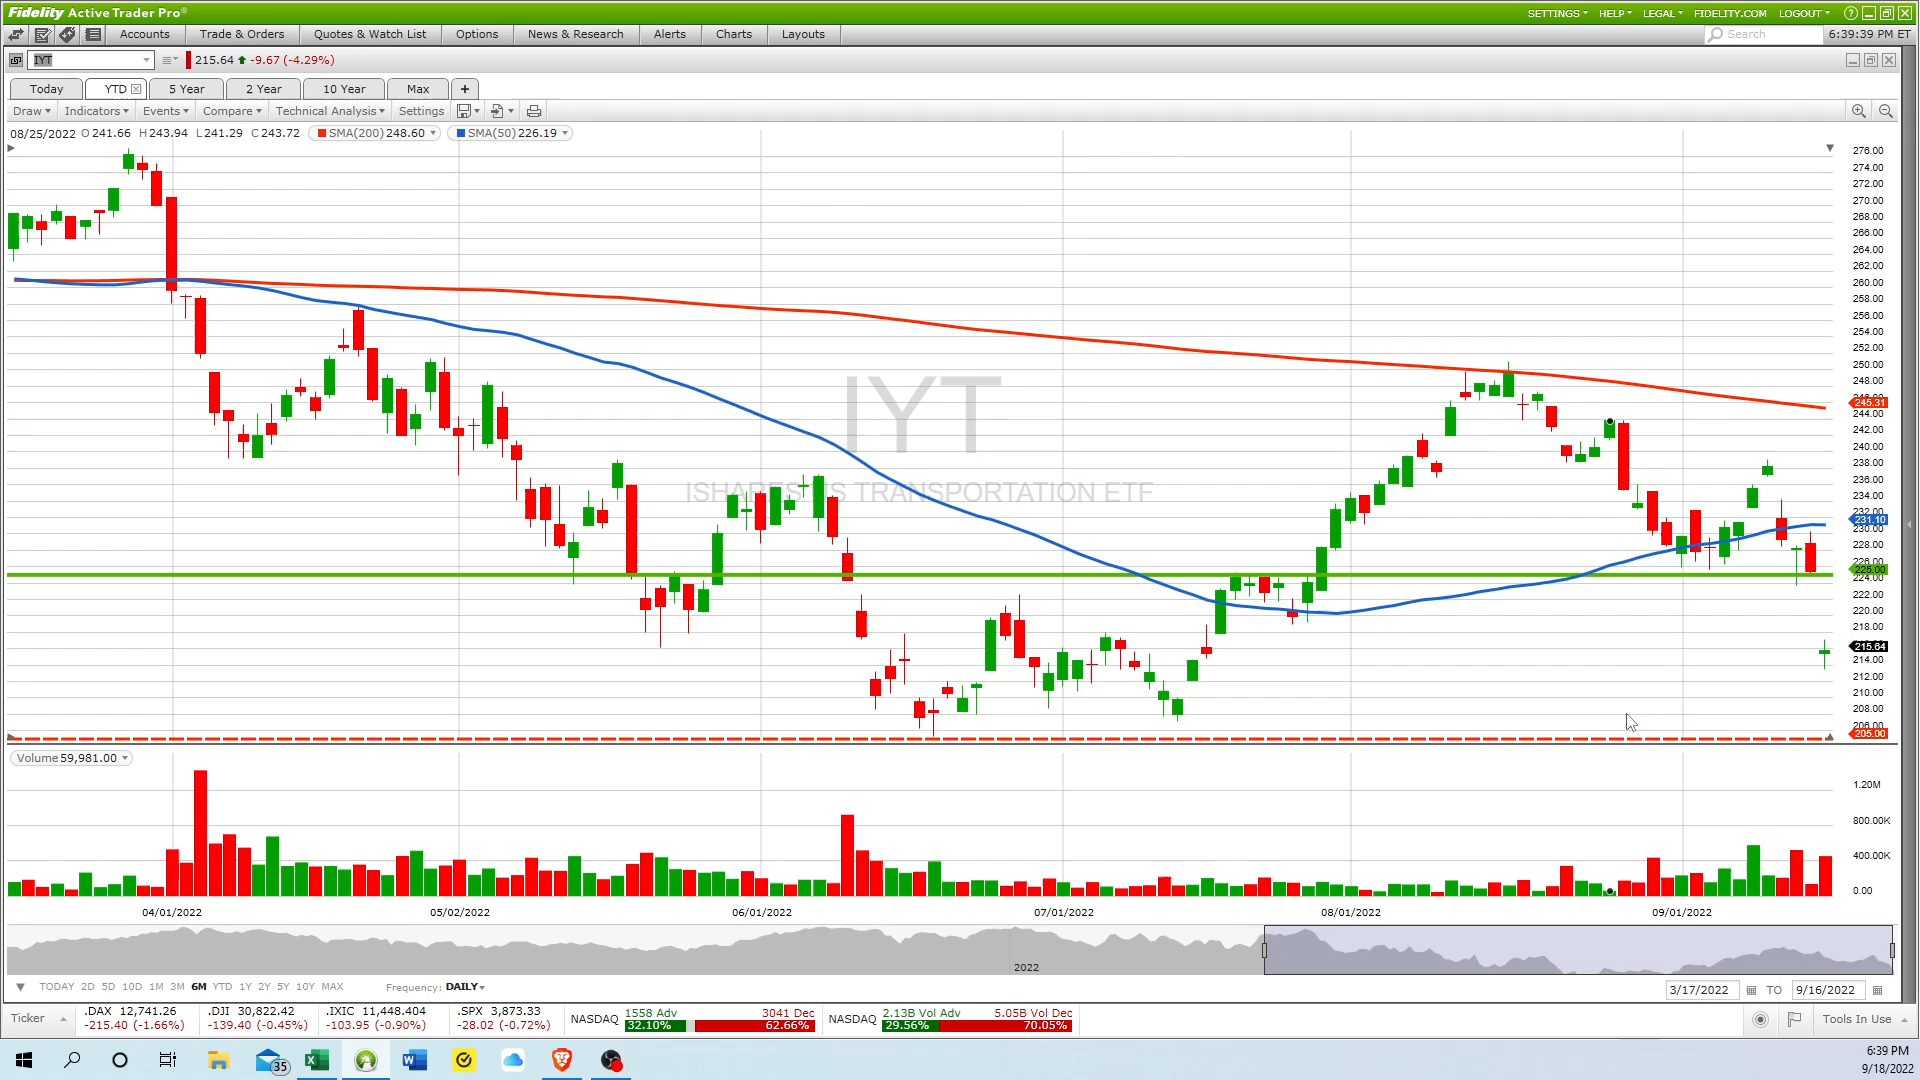 Fidelity Active Trader Pro®
SETTINGS HELP LEGAL FIDELITY.COM LOGOUT
Accounts Trade & Orders Quotes & Watch List Options News & Research Alerts Charts Layouts Search 6:39:39 PM ET
IYT 215.64 -9.67 (-4.29%)
Today YTD 5 Year 2 Year 10 Year Max +
Draw Indicators Events Compare Technical Analysis Settings
08/25/2022 O 241.66 H 243.94 L 241.29 C 243.72 SMA(200) 248.60 SMA(50) 226.19
276.00
274.00
272.00
270.00
268.00
266.00
264.00
262.00
260.00
258.00
256.00
254.00
252.00
250.00
248.00
245.31
244.00
242.00
240.00
238.00
236.00
234.00
232.00
231.10
230.00
228.00
226.00
225.00
224.00
222.00
220.00
218.00
215.64
214.00
212.00
210.00
208.00
206.00
205.00
IYT
ISHARES US TRANSPORTATION ETF
Volume 59,981.00
1.20M
800.00K
400.00K
0.00
04/01/2022 05/02/2022 06/01/2022 07/01/2022 08/01/2022 09/01/2022
2022
TODAY 2D 5D 10D 1M 3M 6M YTD 1Y 2Y 5Y 10Y MAX Frequency: DAILY 3/17/2022 TO 9/16/2022
Ticker .DAX 12,741.26 .DJI 30,822.42 .IXIC 11,448.404 .SPX 3,873.33 NASDAQ 1558 Adv 3041 Dec NASDAQ 2.13B Vol Adv 5.05B Vol Dec Tools In Use
-215.40 (-1.66%) -139.40 (-0.45%) -103.95 (-0.90%) -28.02 (-0.72%) 32.10% 62.66% 29.56% 70.05%
35
6:39 PM
9/18/2022